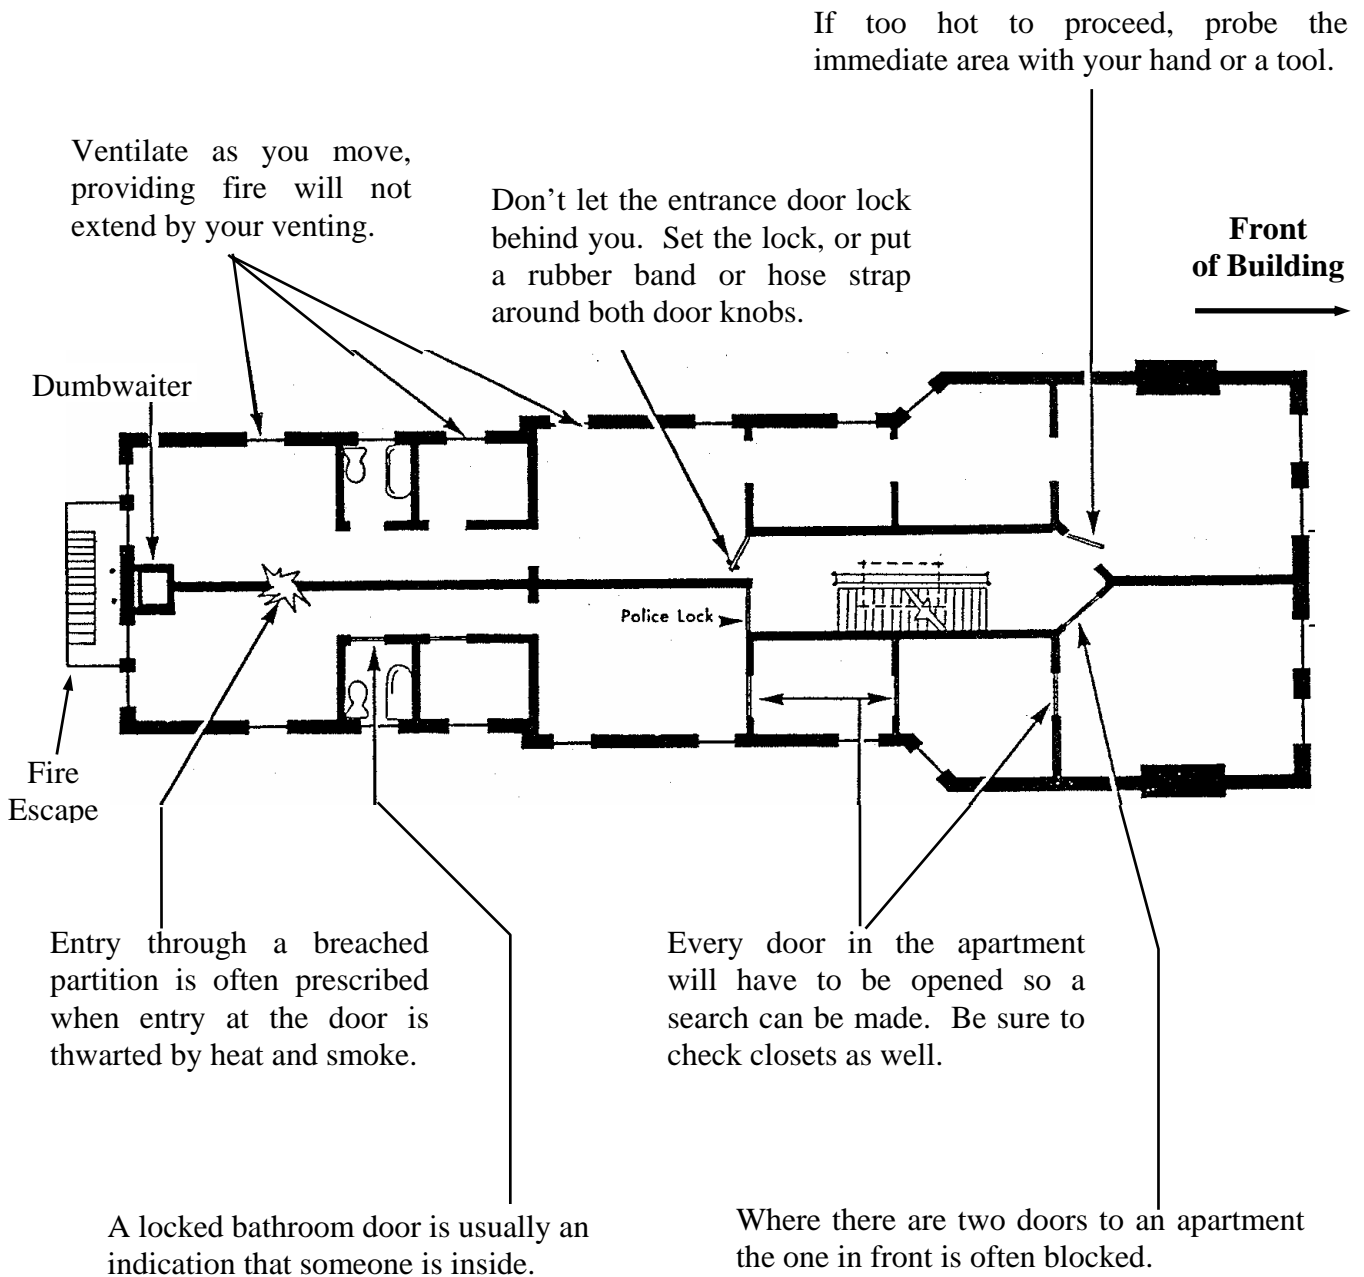 If too hot to proceed, probe the
immediate area with your hand or a tool.
Ventilate as you move,
providing fire will not
extend by your venting.
Don’t let the entrance door lock
behind you. Set the lock, or put
a rubber band or hose strap
around both door knobs.
Front
of Building
Dumbwaiter
Police Lock
Fire
Escape
Entry through a breached
partition is often prescribed
when entry at the door is
thwarted by heat and smoke.
Every door in the apartment
will have to be opened so a
search can be made. Be sure to
check closets as well.
A locked bathroom door is usually an
indication that someone is inside.
Where there are two doors to an apartment
the one in front is often blocked.